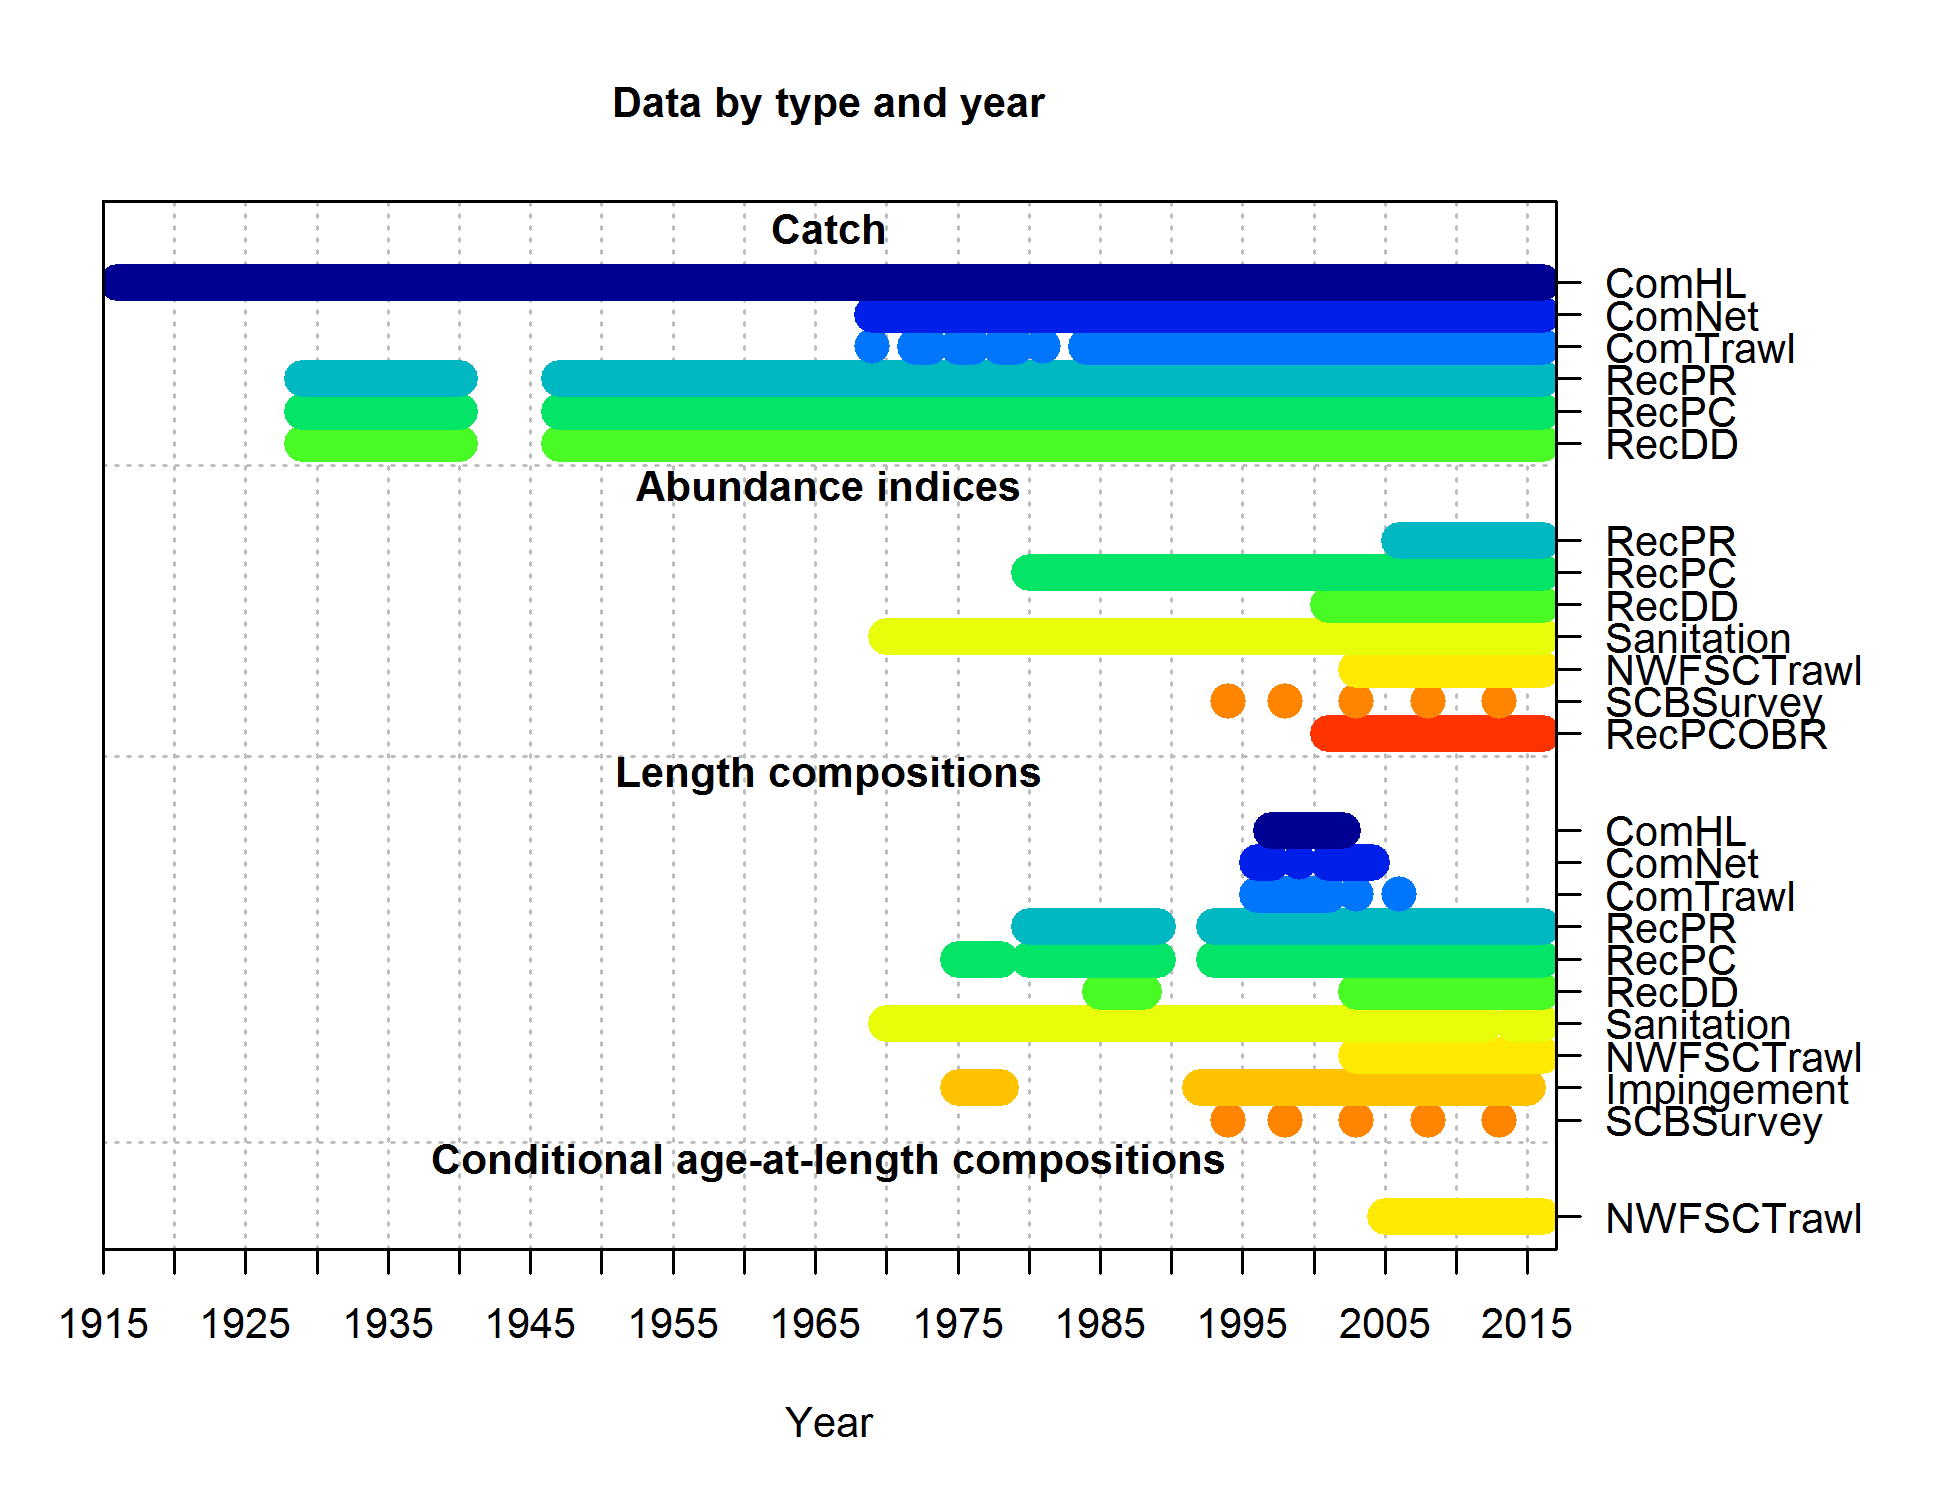 Data by type and year
Catch
ComHL
ComNet
ComTrawl
RecPR
RecPC
RecDD
Abundance indices
RecPR
RecPC
RecDD
Sanitation
NWFSCTrawl
SCBSurvey
RecPCOBR
Length compositions
ComHL
ComNet
ComTrawl
RecPR
RecPC
RecDD
Sanitation
NWFSCTrawl
Impingement
SCBSurvey
Conditional age-at-length compositions
NWFSCTrawl
1915 1925 1935 1945 1955 1965 1975 1985 1995 2005 2015
Year